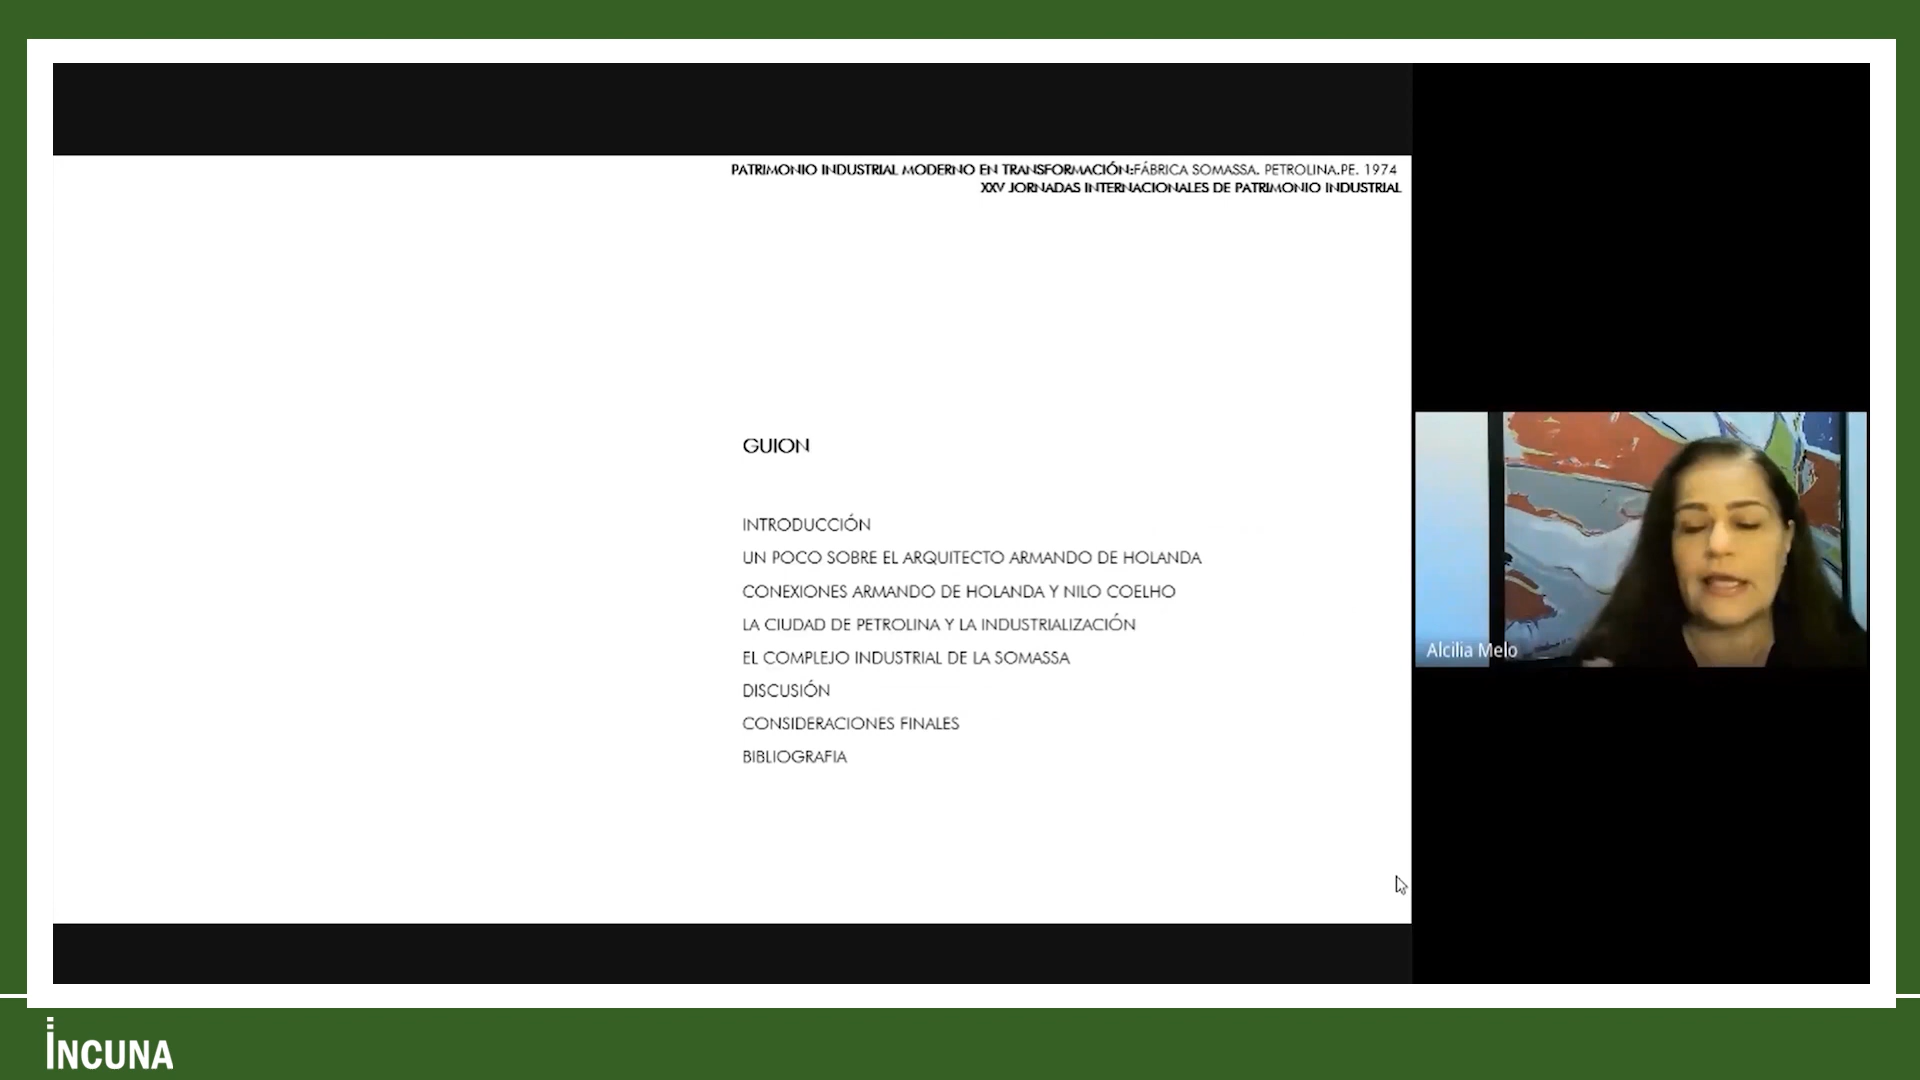 PATRIMONIO INDUSTRIAL MODERNO EN TRANSFORMACIÓN:FÁBRICA SOMASSA. PETROLINA.PE. 1974
XXV JORNADAS INTERNACIONALES DE PATRIMONIO INDUSTRIAL
GUION
INTRODUCCIÓN
UN POCO SOBRE EL ARQUITECTO ARMANDO DE HOLANDA
CONEXIONES ARMANDO DE HOLANDA Y NILO COELHO
LA CIUDAD DE PETROLINA Y LA INDUSTRIALIZACIÓN
EL COMPLEJO INDUSTRIAL DE LA SOMASSA
DISCUSIÓN
CONSIDERACIONES FINALES
BIBLIOGRAFIA
Alcilia Melo
INCUNA